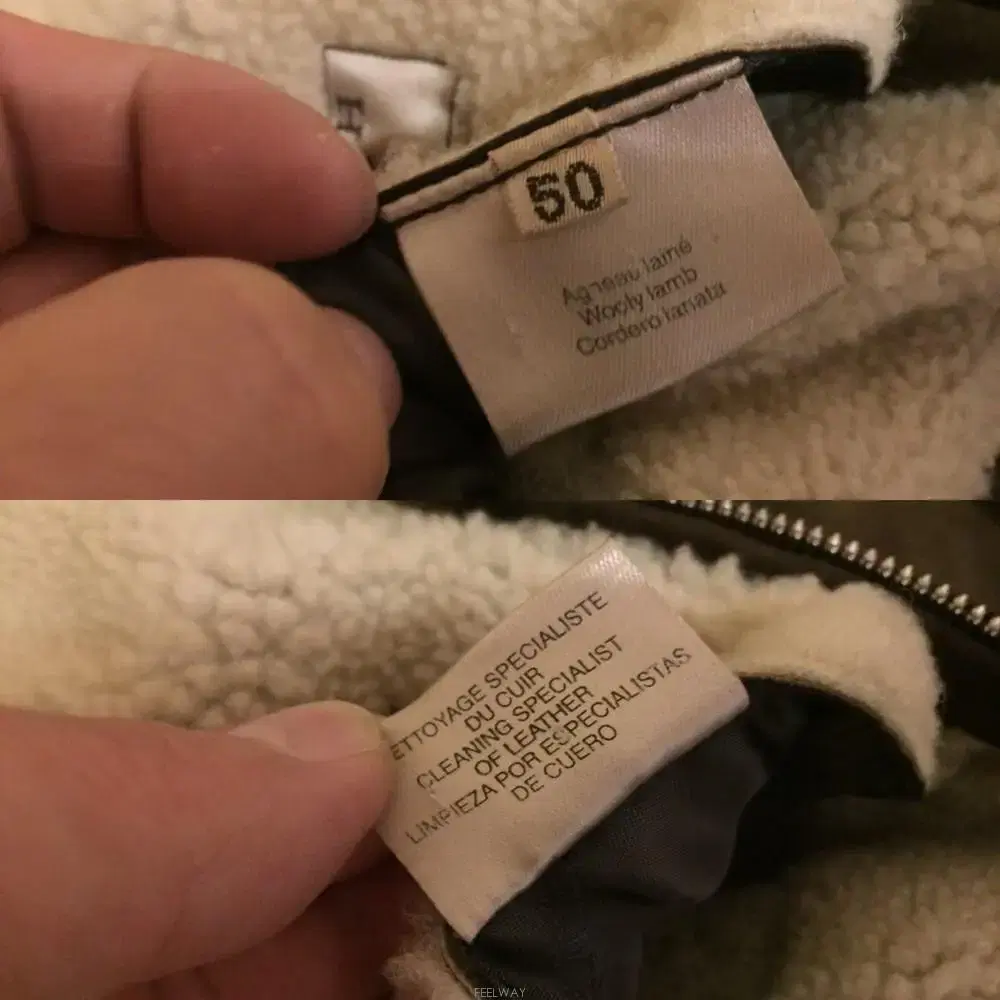 H
50
Agneau lainé
Wooly lamb
Cordero lanata
ETTOYAGE SPECIALISTE
DU CUIR
CLEANING SPECIALIST
OF LEATHER
LIMPIEZA POR ESPECIALISTAS
DE CUERO
FEELWAY